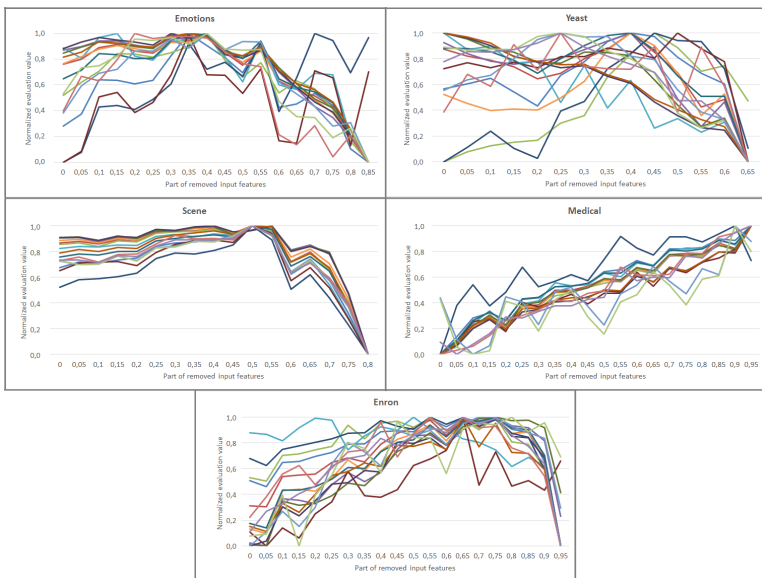 Emotions
Normalized evaluation value
1,0
0,8
0,6
0,4
0,2
0,0
0 0,05 0,1 0,15 0,2 0,25 0,3 0,35 0,4 0,45 0,5 0,55 0,6 0,65 0,7 0,75 0,8 0,85
Part of removed input features
Yeast
Normalized evaluation value
1,0
0,8
0,6
0,4
0,2
0,0
0 0,05 0,1 0,15 0,2 0,25 0,3 0,35 0,4 0,45 0,5 0,55 0,6 0,65
Part of removed input features
Scene
Normalized evaluation value
1,0
0,8
0,6
0,4
0,2
0,0
0 0,05 0,1 0,15 0,2 0,25 0,3 0,35 0,4 0,45 0,5 0,55 0,6 0,65 0,7 0,75 0,8
Part of removed input features
Medical
Normalized evaluation value
1,0
0,8
0,6
0,4
0,2
0,0
0 0,05 0,1 0,15 0,2 0,25 0,3 0,35 0,4 0,45 0,5 0,55 0,6 0,65 0,7 0,75 0,8 0,85 0,9 0,95
Part of removed input features
Enron
Normalized evaluation value
1,0
0,8
0,6
0,4
0,2
0,0
0 0,05 0,1 0,15 0,2 0,25 0,3 0,35 0,4 0,45 0,5 0,55 0,6 0,65 0,7 0,75 0,8 0,85 0,9 0,95
Part of removed input features